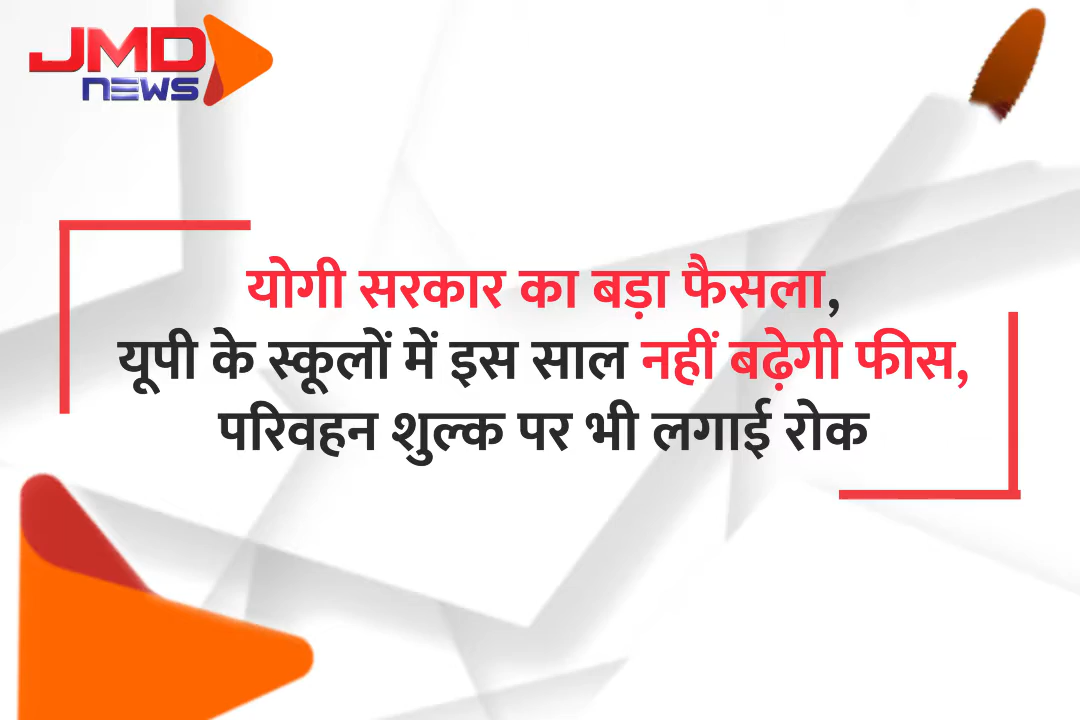 JMD
NEWS
योगी सरकार का बड़ा फैसला,
यूपी के स्कूलों में इस साल नहीं बढ़ेगी फीस,
परिवहन शुल्क पर भी लगाई रोक